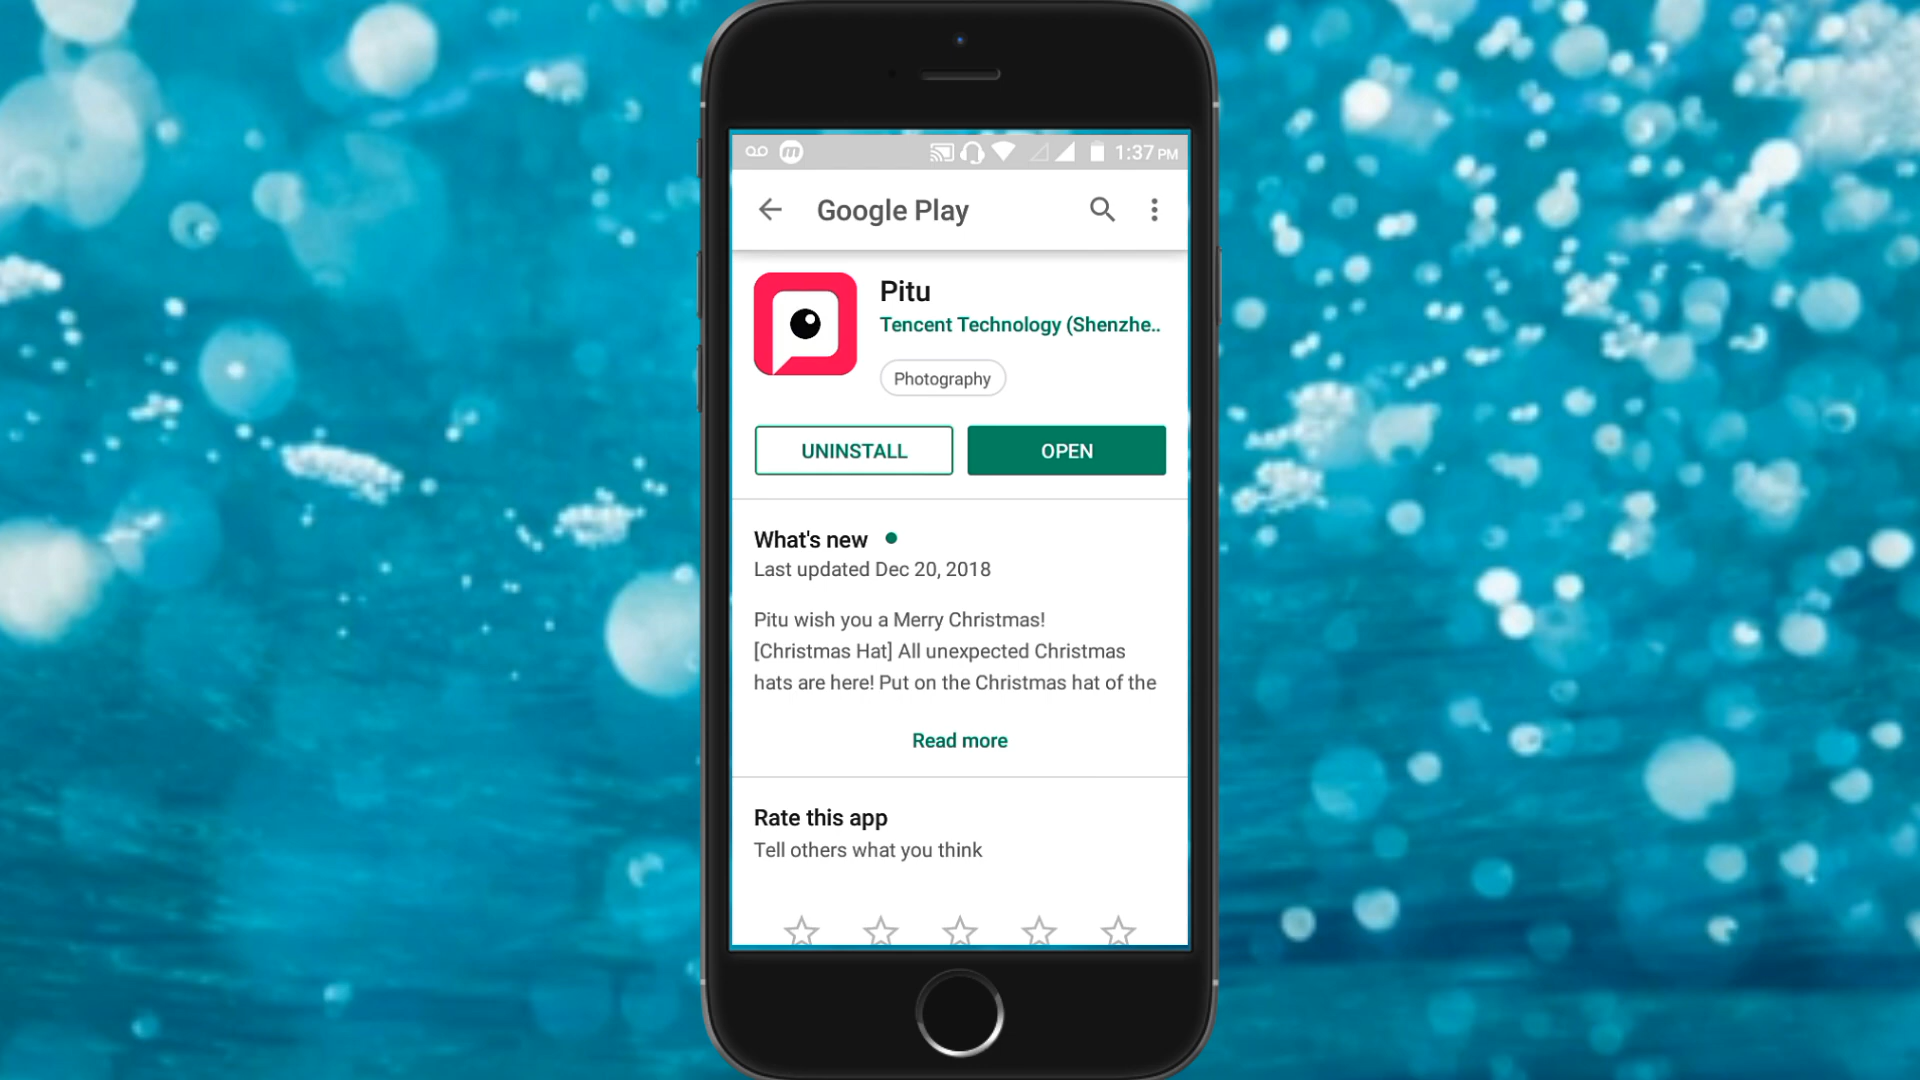 1:37 PM
Google Play
Pitu
Tencent Technology (Shenzhe..
Photography
UNINSTALL
OPEN
What's new
Last updated Dec 20, 2018
Pitu wish you a Merry Christmas!
[Christmas Hat] All unexpected Christmas
hats are here! Put on the Christmas hat of the
Read more
Rate this app
Tell others what you think